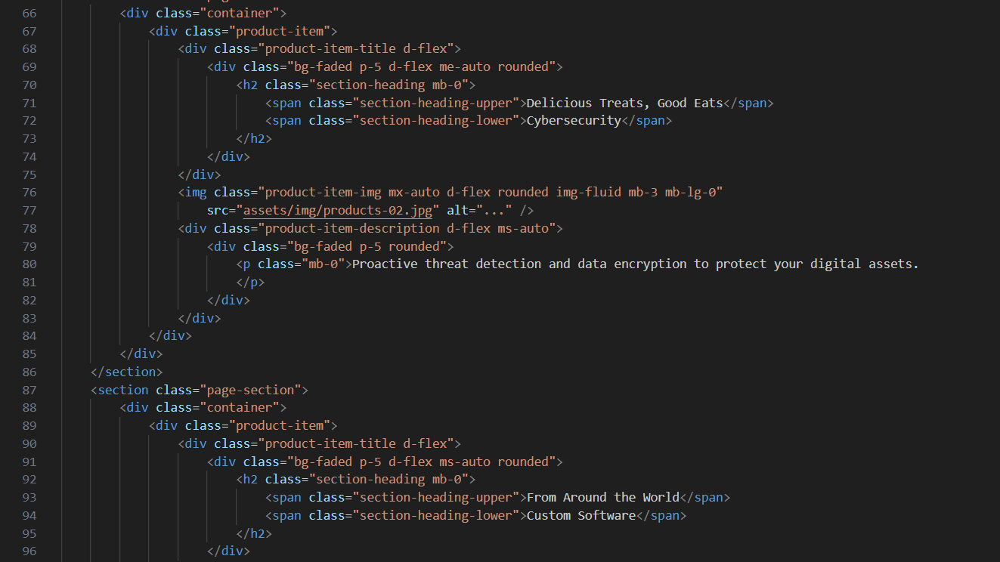 66 <div class="container">
67 <div class="product-item">
68 <div class="product-item-title d-flex">
69 <div class="bg-faded p-5 d-flex me-auto rounded">
70 <h2 class="section-heading mb-0">
71 <span class="section-heading-upper">Delicious Treats, Good Eats</span>
72 <span class="section-heading-lower">Cybersecurity</span>
73 </h2>
74 </div>
75 </div>
76 <img class="product-item-img mx-auto d-flex rounded img-fluid mb-3 mb-lg-0"
77 src="assets/img/products-02.jpg" alt="..." />
78 <div class="product-item-description d-flex ms-auto">
79 <div class="bg-faded p-5 rounded">
80 <p class="mb-0">Proactive threat detection and data encryption to protect your digital assets.
81 </p>
82 </div>
83 </div>
84 </div>
85 </div>
86 </section>
87 <section class="page-section">
88 <div class="container">
89 <div class="product-item">
90 <div class="product-item-title d-flex">
91 <div class="bg-faded p-5 d-flex ms-auto rounded">
92 <h2 class="section-heading mb-0">
93 <span class="section-heading-upper">From Around the World</span>
94 <span class="section-heading-lower">Custom Software</span>
95 </h2>
96 </div>